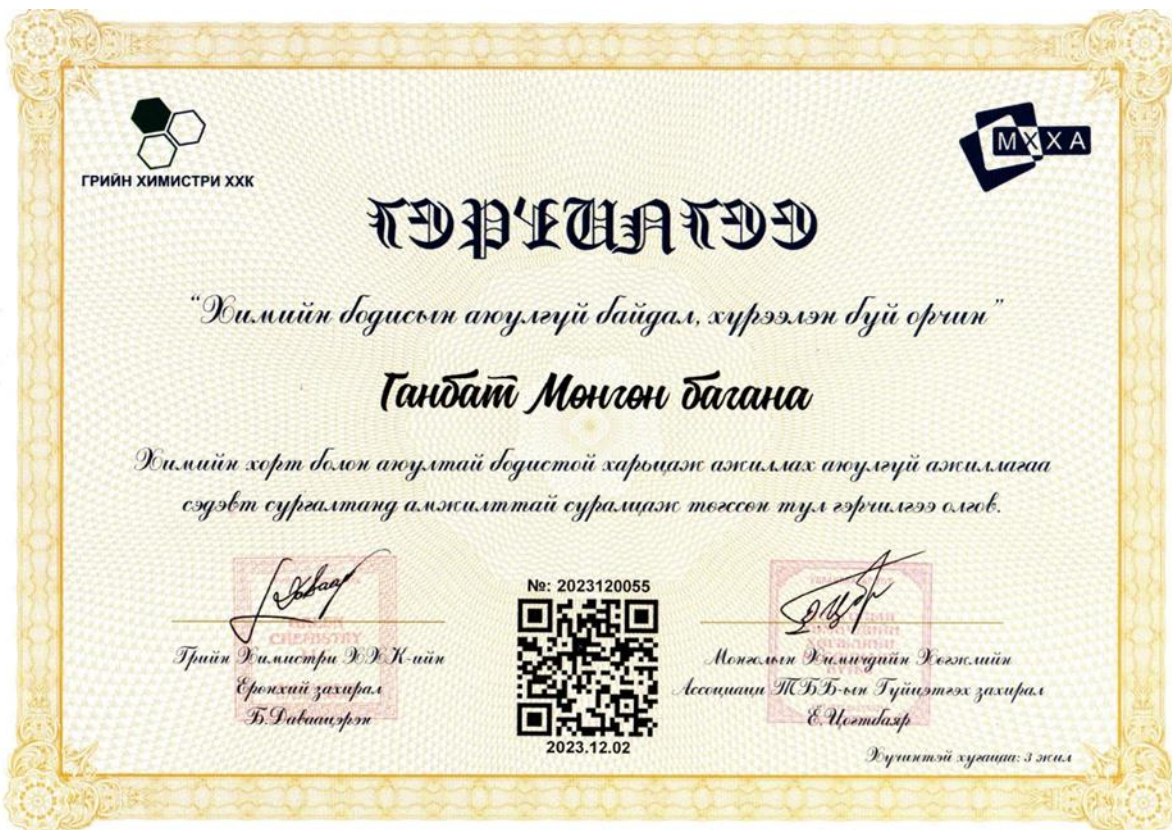 ГРИЙН ХИМИСТРИ ХХК
МХХА
ГЭРЧИЛГЭЭ
“Химийн бодисын аюулгүй байдал, хүрээлэн буй орчин”
Ганбат Мөнгөн багана
Химийн хорт болон аюултай бодистой харьцаж ажиллах аюулгүй ажиллагаа
сэдэвт сургалтанд амжилттай суралцаж төгссөн тул гэрчилгээ олгов.
№: 2023120055
GREEN
CHEMISTRY
Грийн Химистри ХХК-ийн
Ерөнхий захирал
Б.Даваацэрэн
Монголын Химичдийн Хөгжлийн
Ассоциаци ТББ-ын Гүйцэтгэх захирал
Е.Цогтбаяр
2023.12.02
Хүчинтэй хугацаа: 3 жил